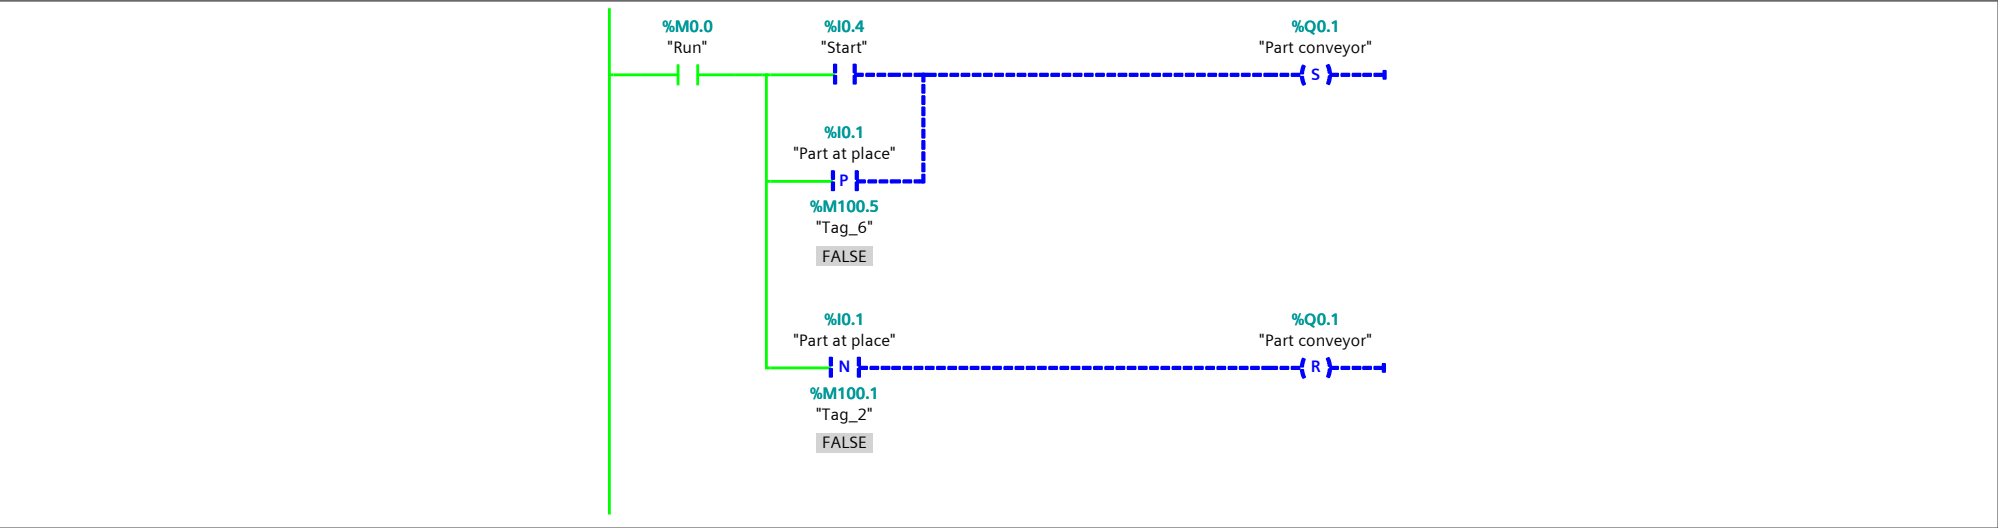 %M0.0
"Run"
%I0.4
"Start"
%Q0.1
"Part conveyor"
S
%I0.1
"Part at place"
P
%M100.5
"Tag_6"
FALSE
%I0.1
"Part at place"
%Q0.1
"Part conveyor"
N
R
%M100.1
"Tag_2"
FALSE